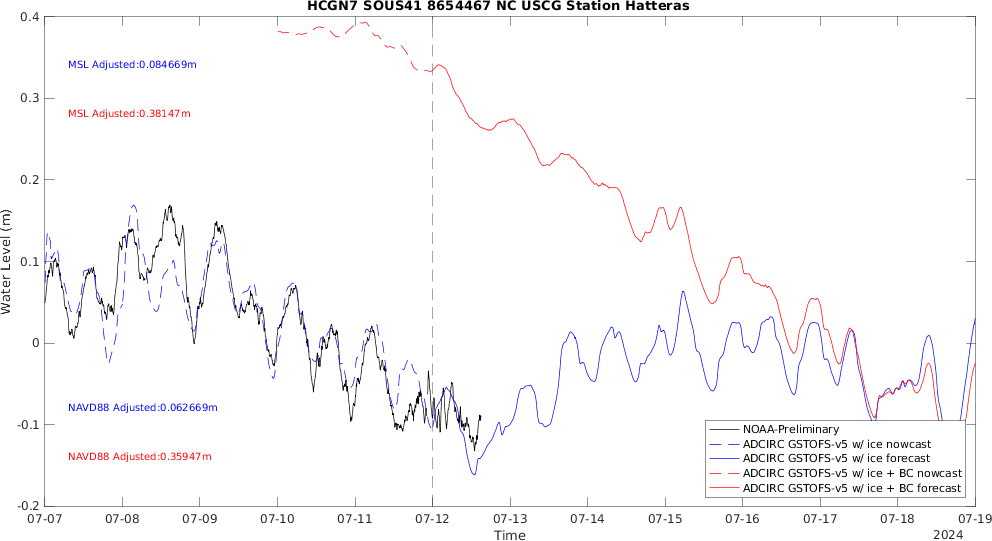 HCGN7 SOUS41 8654467 NC USCG Station Hatteras
0.4
MSL Adjusted:0.084669m
0.3
MSL Adjusted:0.38147m
0.2
Water Level (m)
0.1
0
NAVD88 Adjusted:0.062669m
-0.1
NAVD88 Adjusted:0.35947m
NOAA-Preliminary
ADCIRC GSTOFS-v5 w/ ice nowcast
ADCIRC GSTOFS-v5 w/ ice forecast
ADCIRC GSTOFS-v5 w/ ice + BC nowcast
ADCIRC GSTOFS-v5 w/ ice + BC forecast
-0.2
07-07 07-08 07-09 07-10 07-11 07-12 07-13 07-14 07-15 07-16 07-17 07-18 07-19
Time
2024